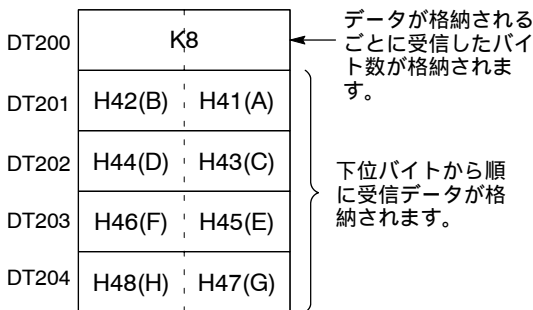 DT200 K8
データが格納される
ごとに受信したバイ
ト数が格納されま
す。
DT201 H42(B) H41(A)
DT202 H44(D) H43(C)
DT203 H46(F) H45(E)
DT204 H48(H) H47(G)
下位バイトから順
に受信データが格
納されます。